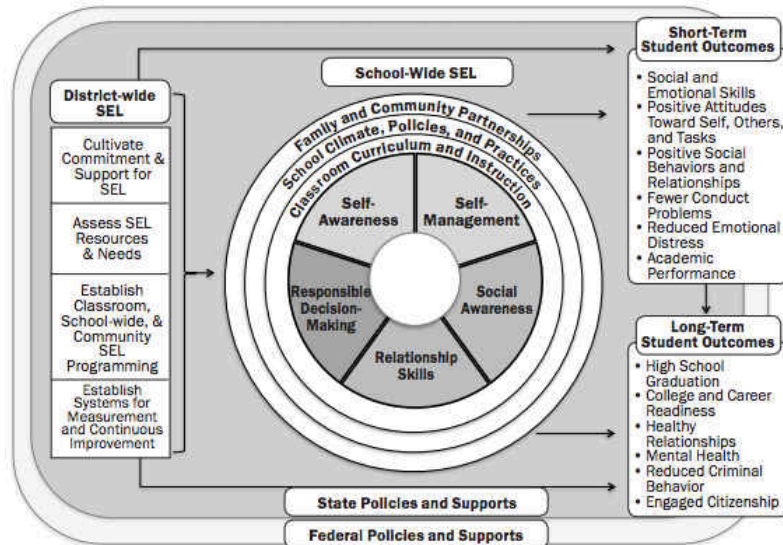 District-wide
SEL
Cultivate
Commitment &
Support for
SEL
Assess SEL
Resources
& Needs
Establish
Classroom,
School-wide, &
Community
SEL
Programming
Establish
Systems for
Measurement
and Continuous
Improvement
School-Wide SEL
Family and Community Partnerships
School Climate, Policies, and Practices
Classroom Curriculum and Instruction
Self-
Awareness
Self-
Management
Responsible
Decision-
Making
Social
Awareness
Relationship
Skills
Short-Term
Student Outcomes
• Social and
Emotional Skills
• Positive Attitudes
Toward Self, Others,
and Tasks
• Positive Social
Behaviors and
Relationships
• Fewer Conduct
Problems
• Reduced Emotional
Distress
• Academic
Performance
Long-Term
Student Outcomes
• High School
Graduation
• College and Career
Readiness
• Healthy
Relationships
• Mental Health
• Reduced Criminal
Behavior
• Engaged Citizenship
State Policies and Supports
Federal Policies and Supports